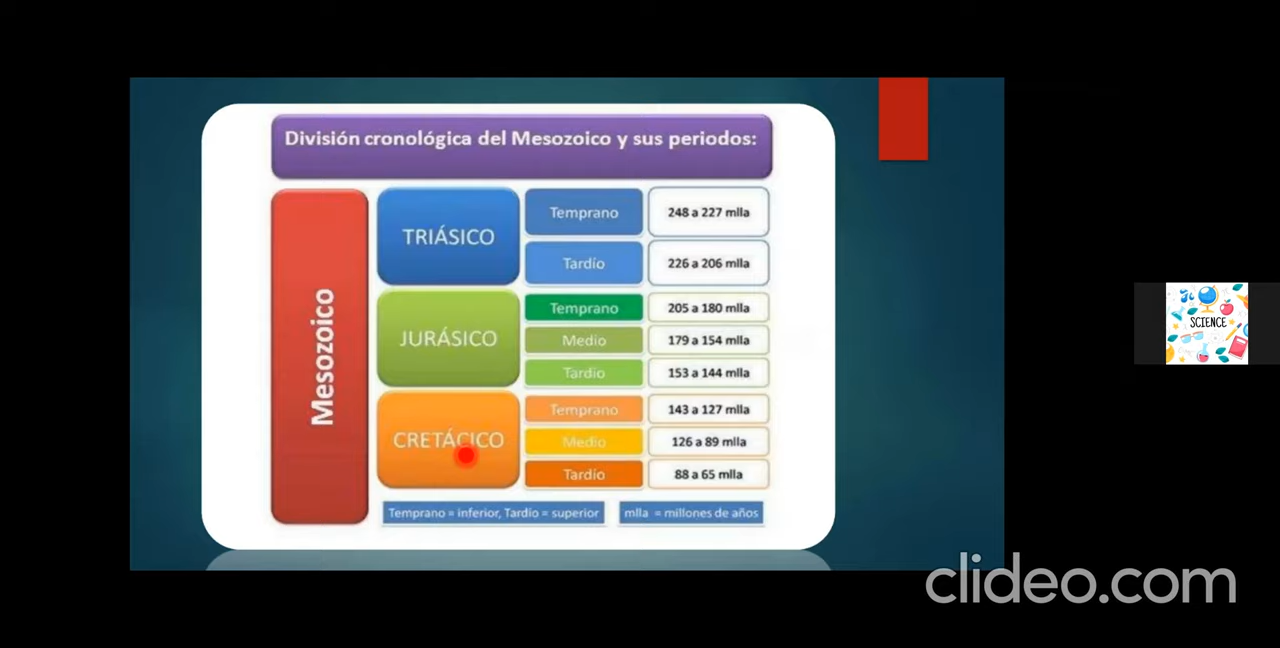 División cronológica del Mesozoico y sus periodos:
Mesozoico
TRIÁSICO
Temprano
248 a 227 mlla
Tardío
226 a 206 mlla
JURÁSICO
Temprano
205 a 180 mlla
Medio
179 a 154 mlla
Tardío
153 a 144 mlla
CRETÁCICO
Temprano
143 a 127 mlla
Medio
126 a 89 mlla
Tardío
88 a 65 mlla
Temprano = inferior, Tardío = superior
mlla = millones de años
SCIENCE
clideo.com